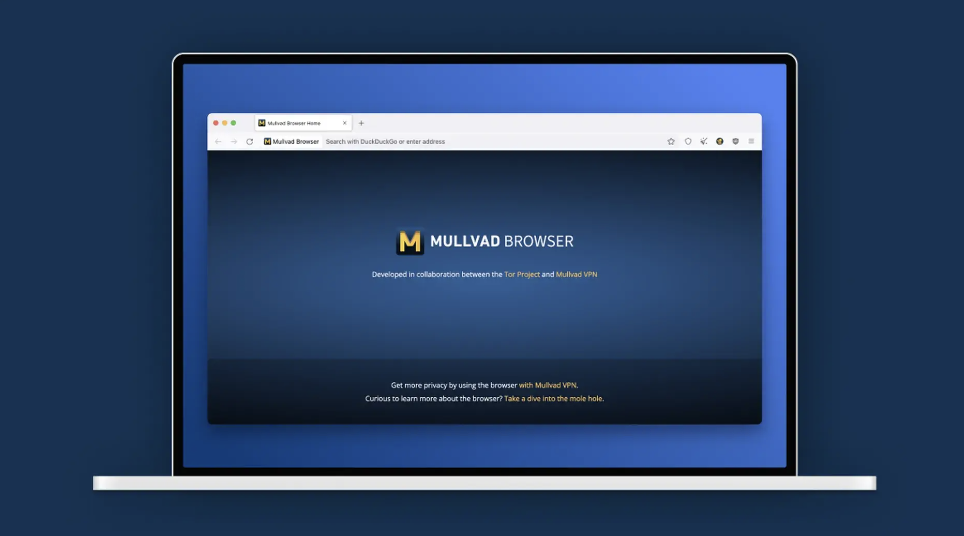 Mullvad Browser Home
Mullvad Browser Search with DuckDuckGo or enter address
MULLVAD BROWSER
Developed in collaboration between the Tor Project and Mullvad VPN
Get more privacy by using the browser with Mullvad VPN.
Curious to learn more about the browser? Take a dive into the mole hole.